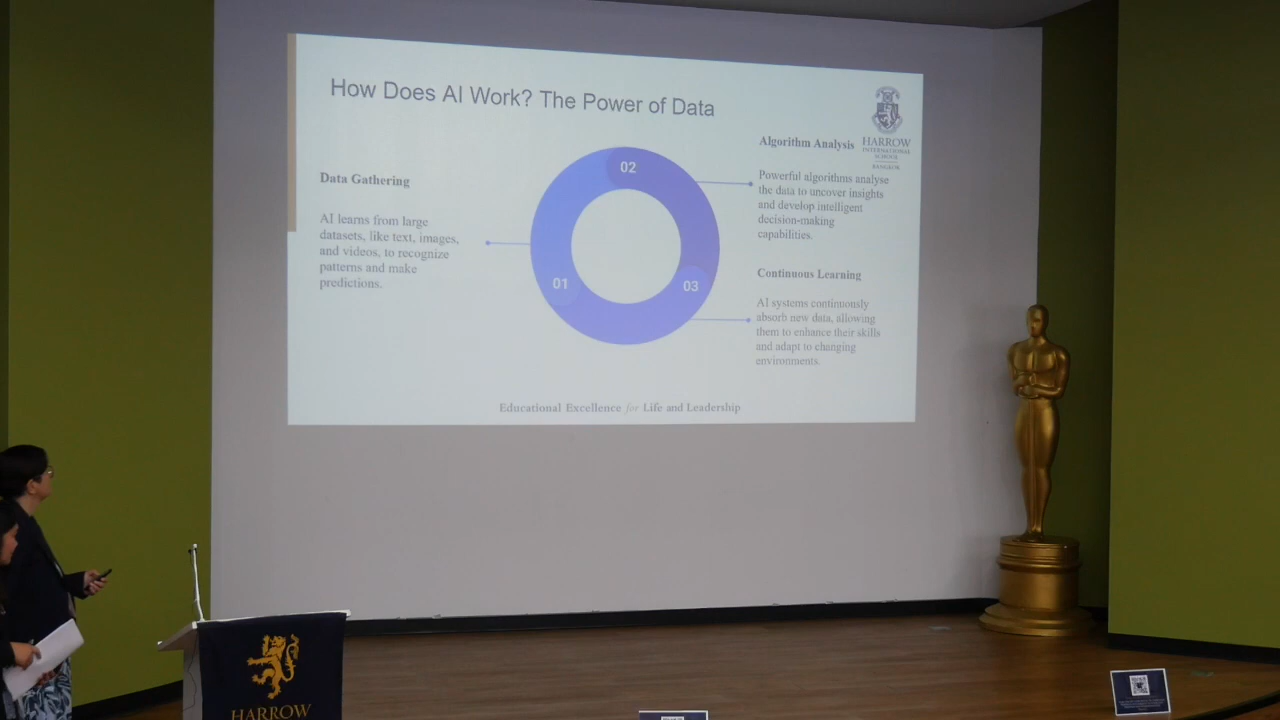 How Does AI Work? The Power of Data
HARROW
INTERNATIONAL
SCHOOL
BANGKOK
Data Gathering
AI learns from large
datasets, like text, images,
and videos, to recognize
patterns and make
predictions.
02
01
03
Algorithm Analysis
Powerful algorithms analyse
the data to uncover insights
and develop intelligent
decision-making
capabilities.
Continuous Learning
AI systems continuously
absorb new data, allowing
them to enhance their skills
and adapt to changing
environments.
Educational Excellence for Life and Leadership
HARROW